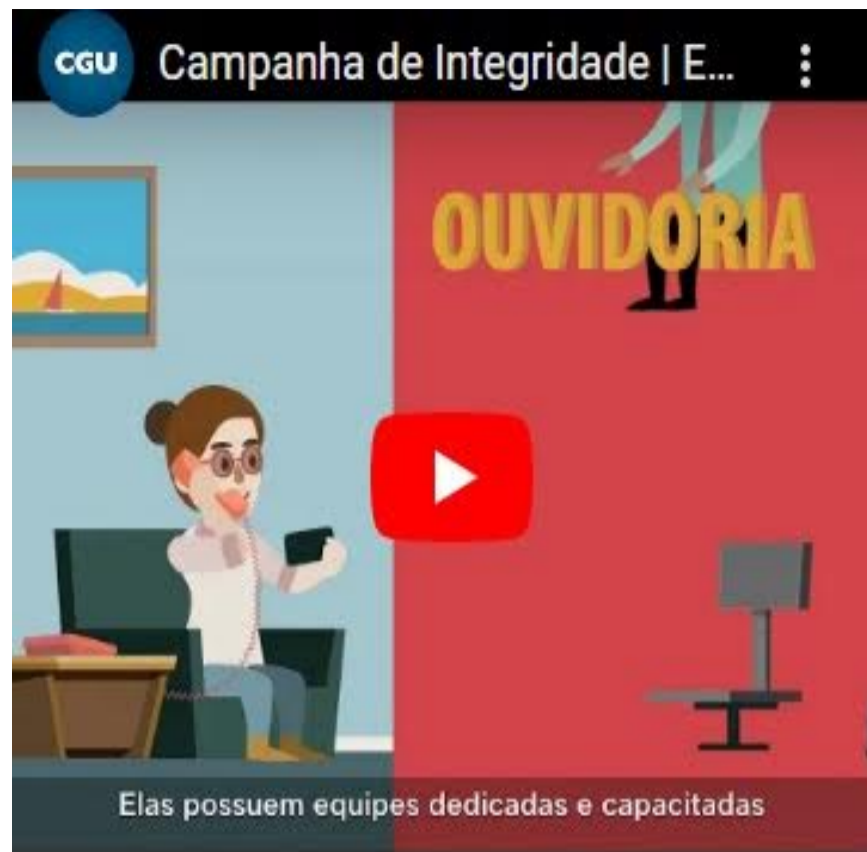 CGU
Campanha de Integridade | E...
OUVIDORIA
Elas possuem equipes dedicadas e capacitadas